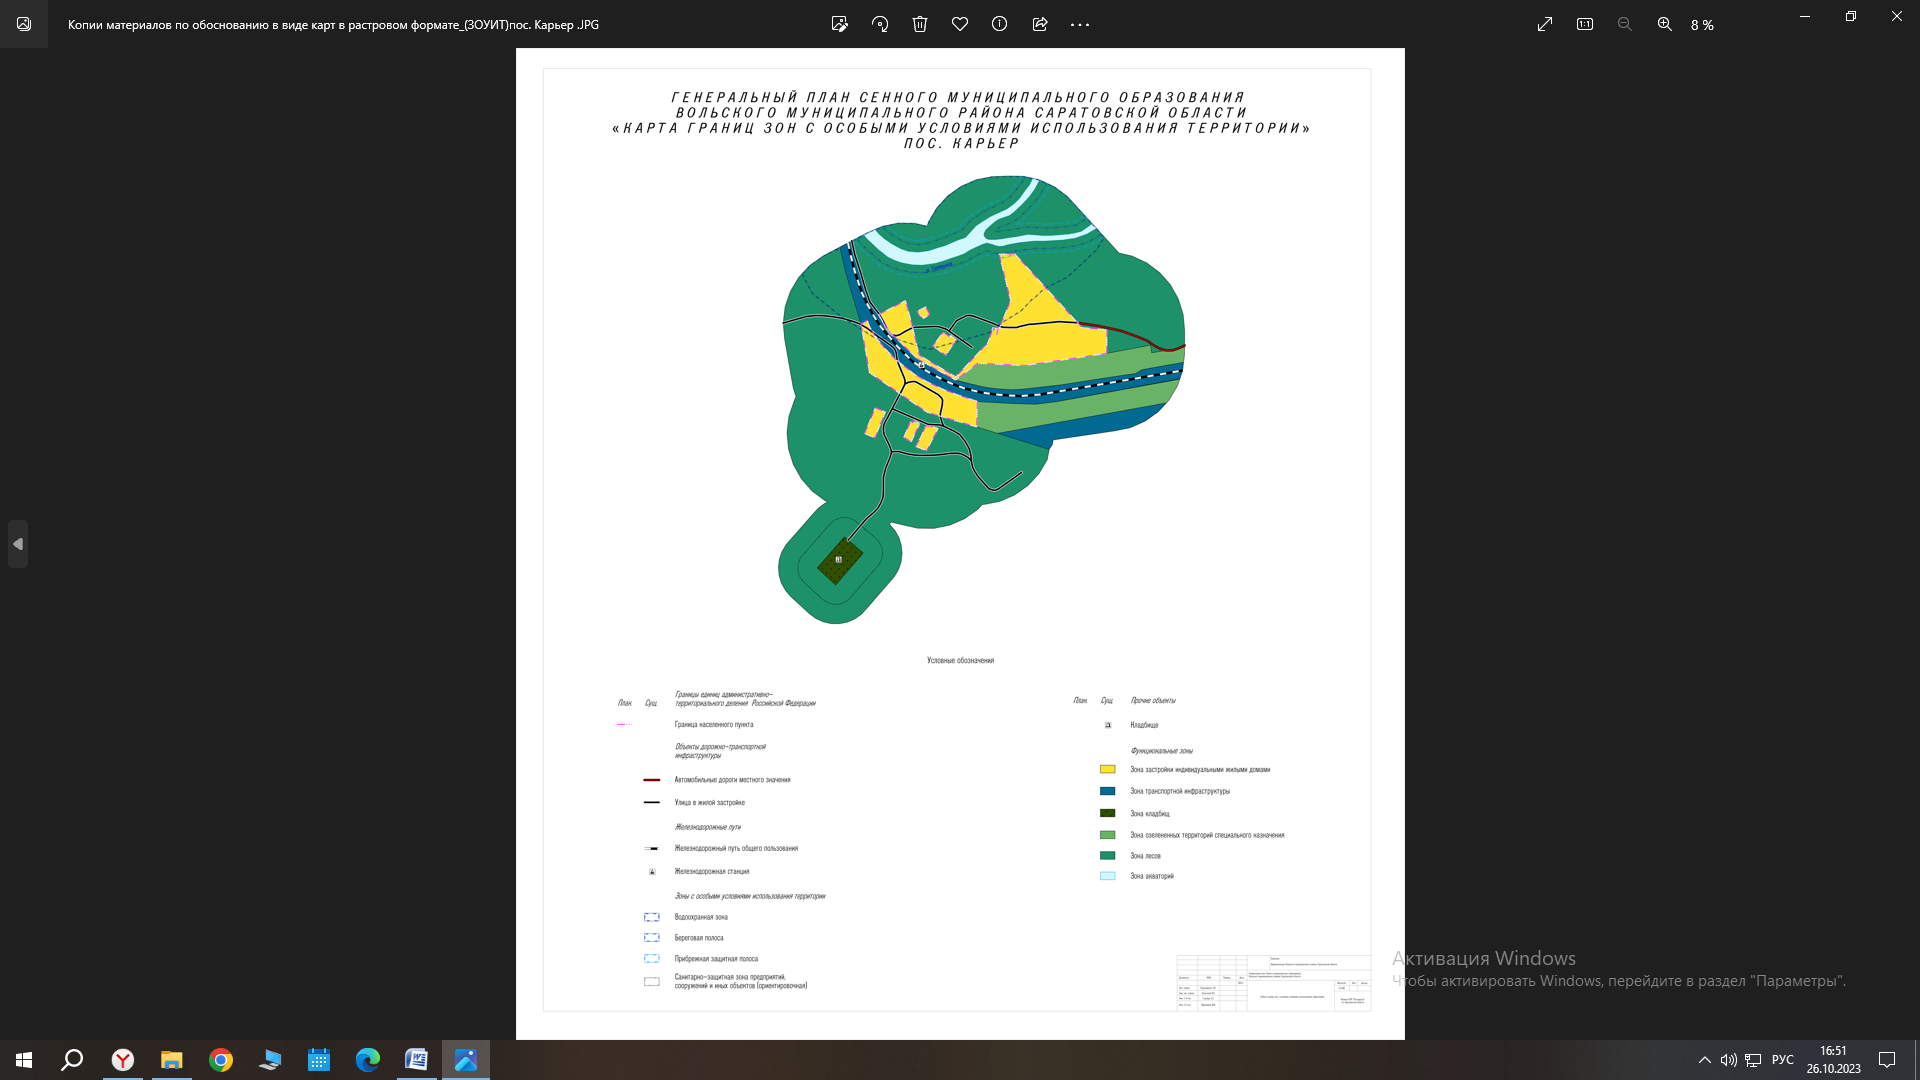 Копии материалов по обоснованию в виде карт в растровом формате_(ЗОУИТ)пос. Карьер .JPG
8 %
ГЕНЕРАЛЬНЫЙ ПЛАН СЕННОГО МУНИЦИПАЛЬНОГО ОБРАЗОВАНИЯ
ВОЛЬСКОГО МУНИЦИПАЛЬНОГО РАЙОНА САРАТОВСКОЙ ОБЛАСТИ
«КАРТА ГРАНИЦ ЗОН С ОСОБЫМИ УСЛОВИЯМИ ИСПОЛЬЗОВАНИЯ ТЕРРИТОРИИ»
ПОС. КАРЬЕР
Условные обозначения
План. Сущ.
Границы единиц административно-
территориального деления Российской Федерации
Граница населенного пункта
Объекты дорожно-транспортной
инфраструктуры
Автомобильные дороги местного значения
Улица в жилой застройке
Железнодорожные пути
Железнодорожный путь общего пользования
Железнодорожная станция
Зоны с особыми условиями использования территории
Водоохранная зона
Береговая полоса
Прибрежная защитная полоса
Санитарно-защитная зона предприятий,
сооружений и иных объектов (ориентировочная)
План. Сущ. Прочие объекты
Кладбище
Функциональные зоны
Зона застройки индивидуальными жилыми домами
Зона транспортной инфраструктуры
Зона кладбищ
Зона озелененных территорий специального назначения
Зона лесов
Зона акваторий
Активация Windows
Чтобы активировать Windows, перейдите в раздел "Параметры".
РУС
16:51
26.10.2023